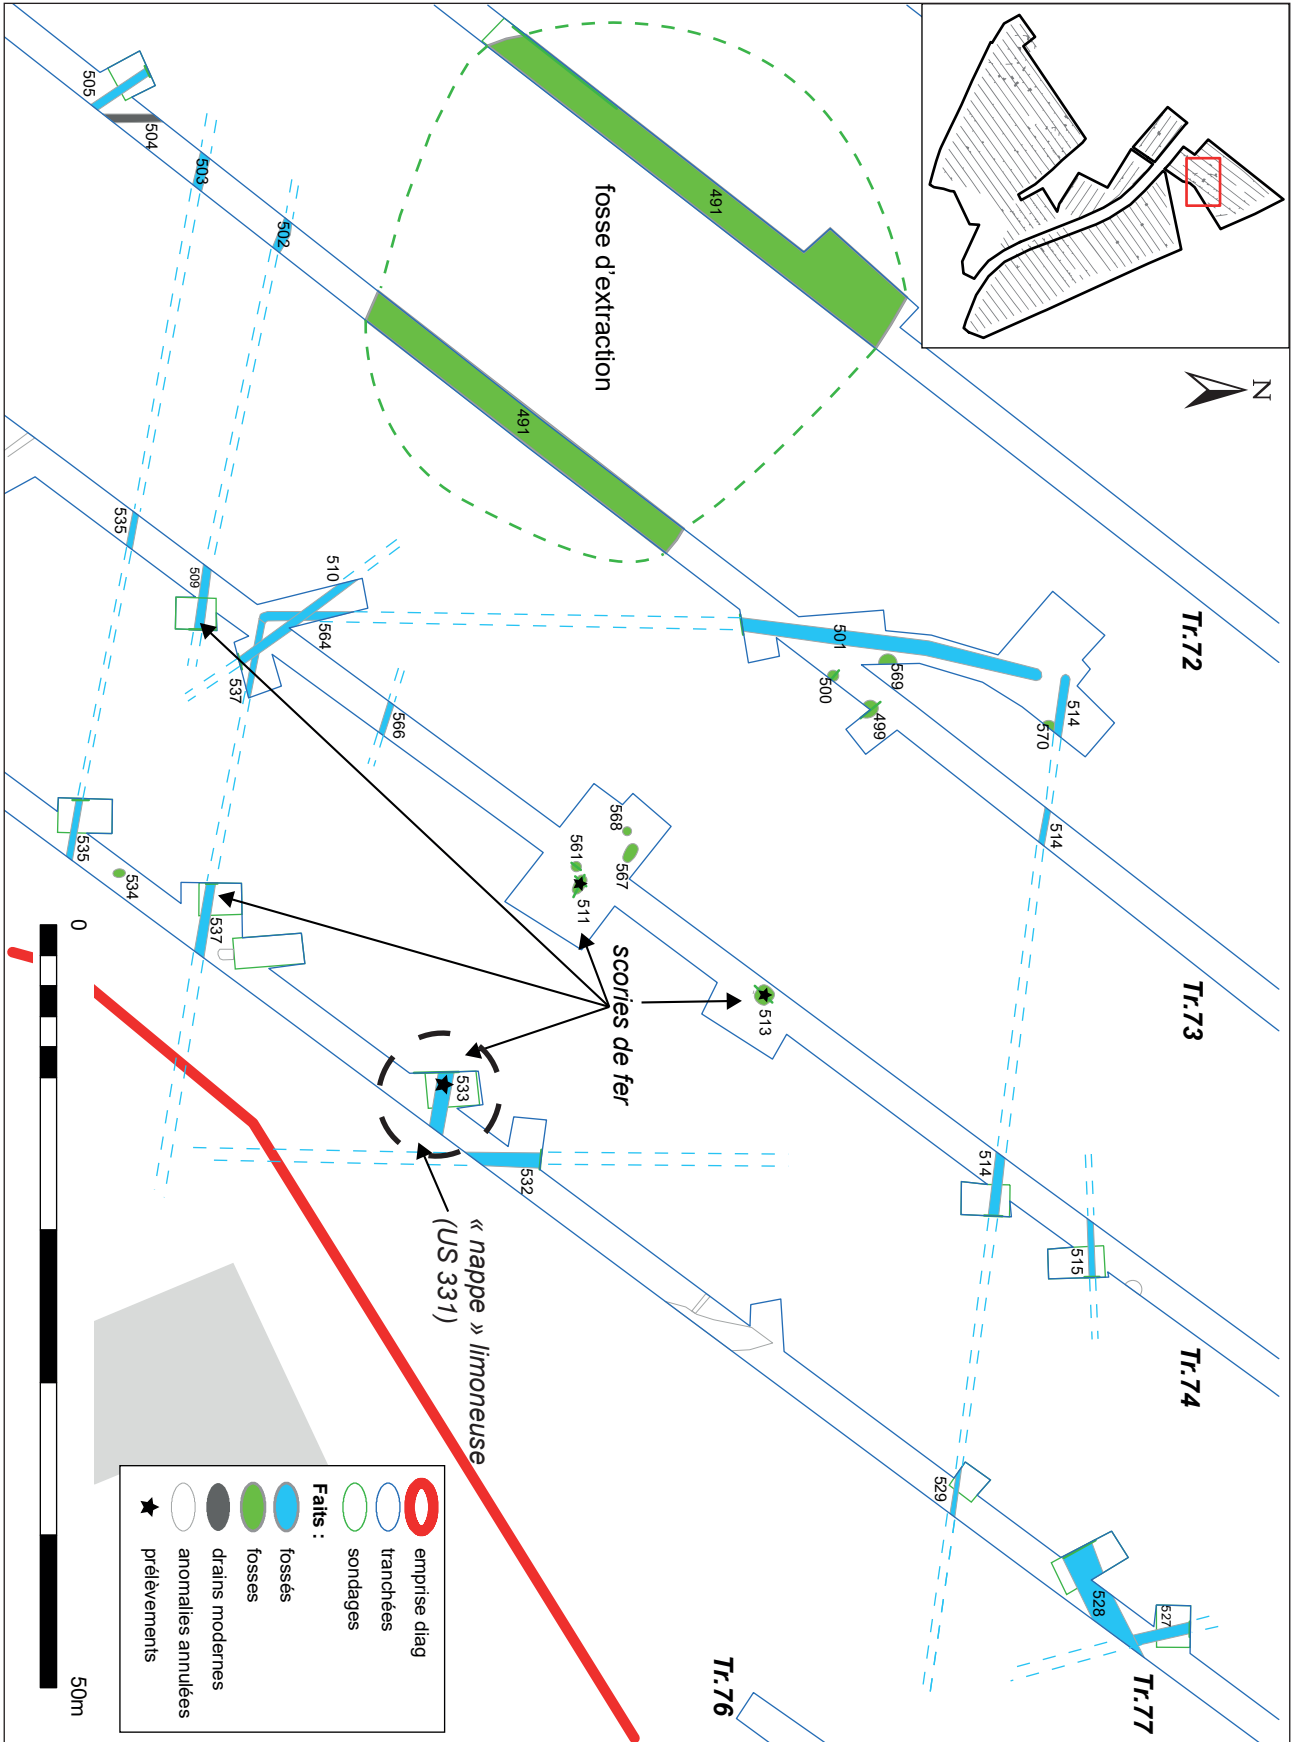 N
Tr.72
Tr.73
Tr.74
Tr.77
Tr.76
491
fosse d'extraction
491
505
504
503
502
501
569
500
499
514
570
514
514
515
510
564
509
535
537
566
568
567
561
511
513
scories de fer
533
532
« nappe » limoneuse
(US 331)
529
528
527
535
534
537
0
50m
emprise diag
tranchées
sondages
Faits :
fossés
fosses
drains modernes
anomalies annulées
prélèvements